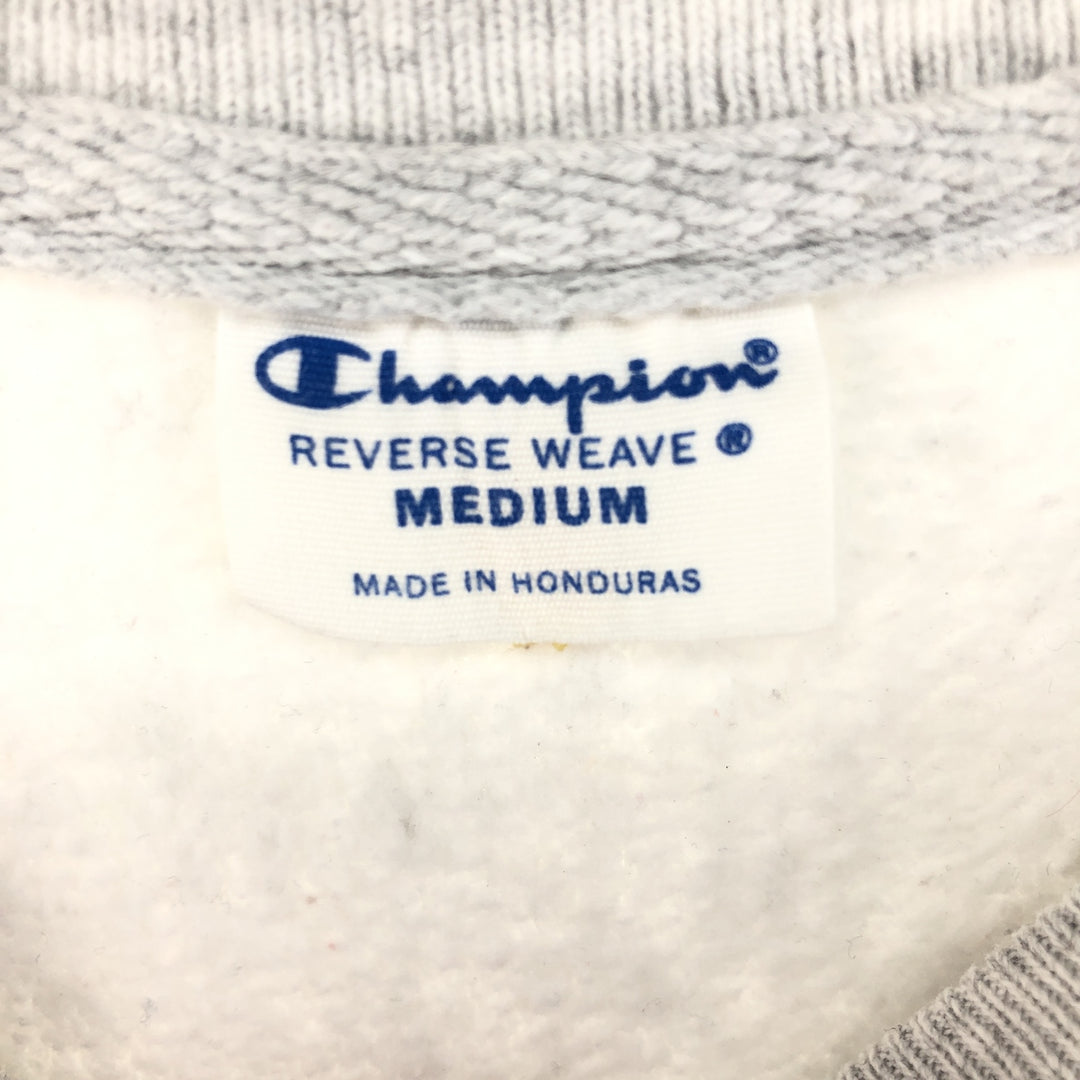 Champion®
REVERSE WEAVE ®
MEDIUM
MADE IN HONDURAS